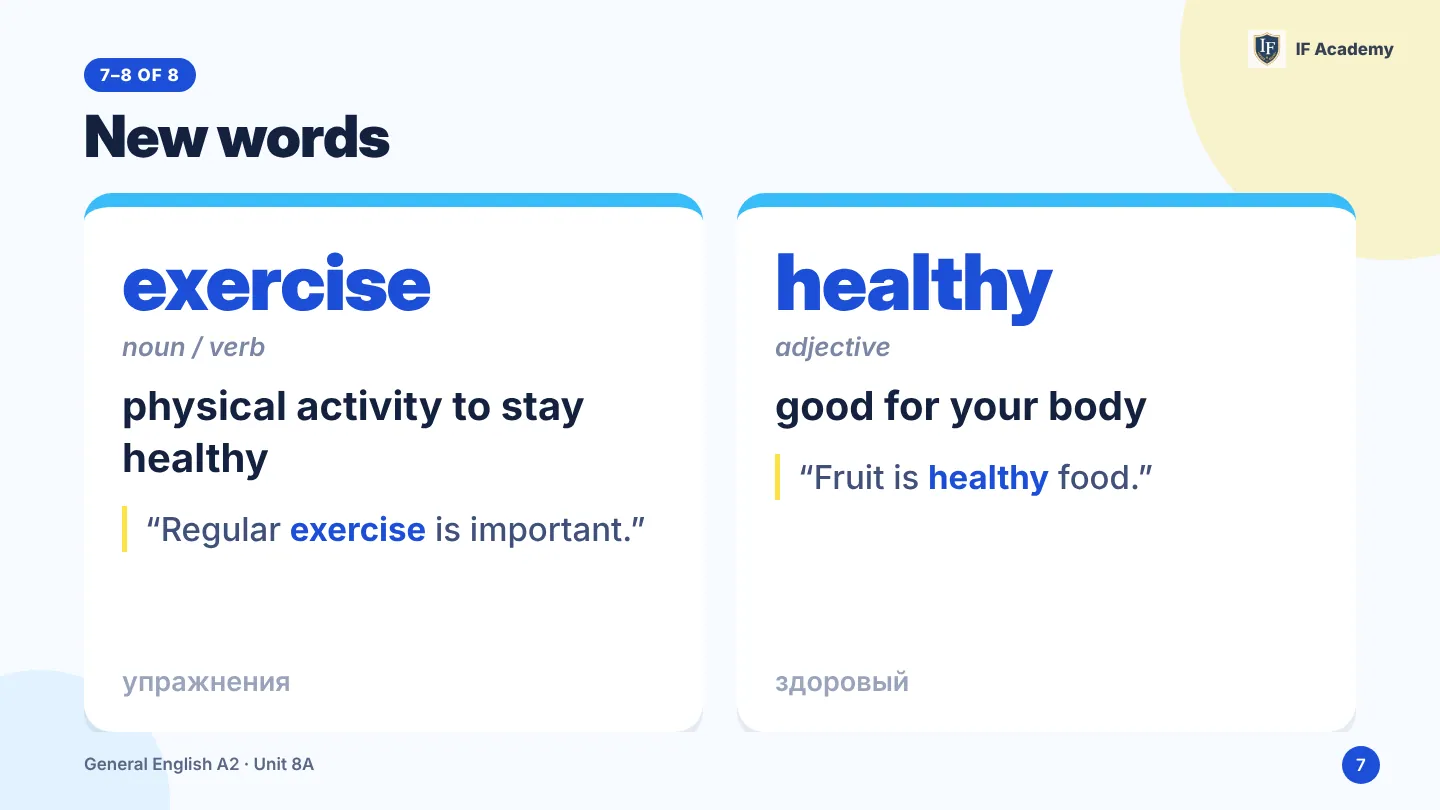 IF
IF Academy
7–8 OF 8
New words
exercise
noun / verb
physical activity to stay
healthy
“Regular exercise is important.”
упражнения
healthy
adjective
good for your body
“Fruit is healthy food.”
здоровый
General English A2 · Unit 8A
7